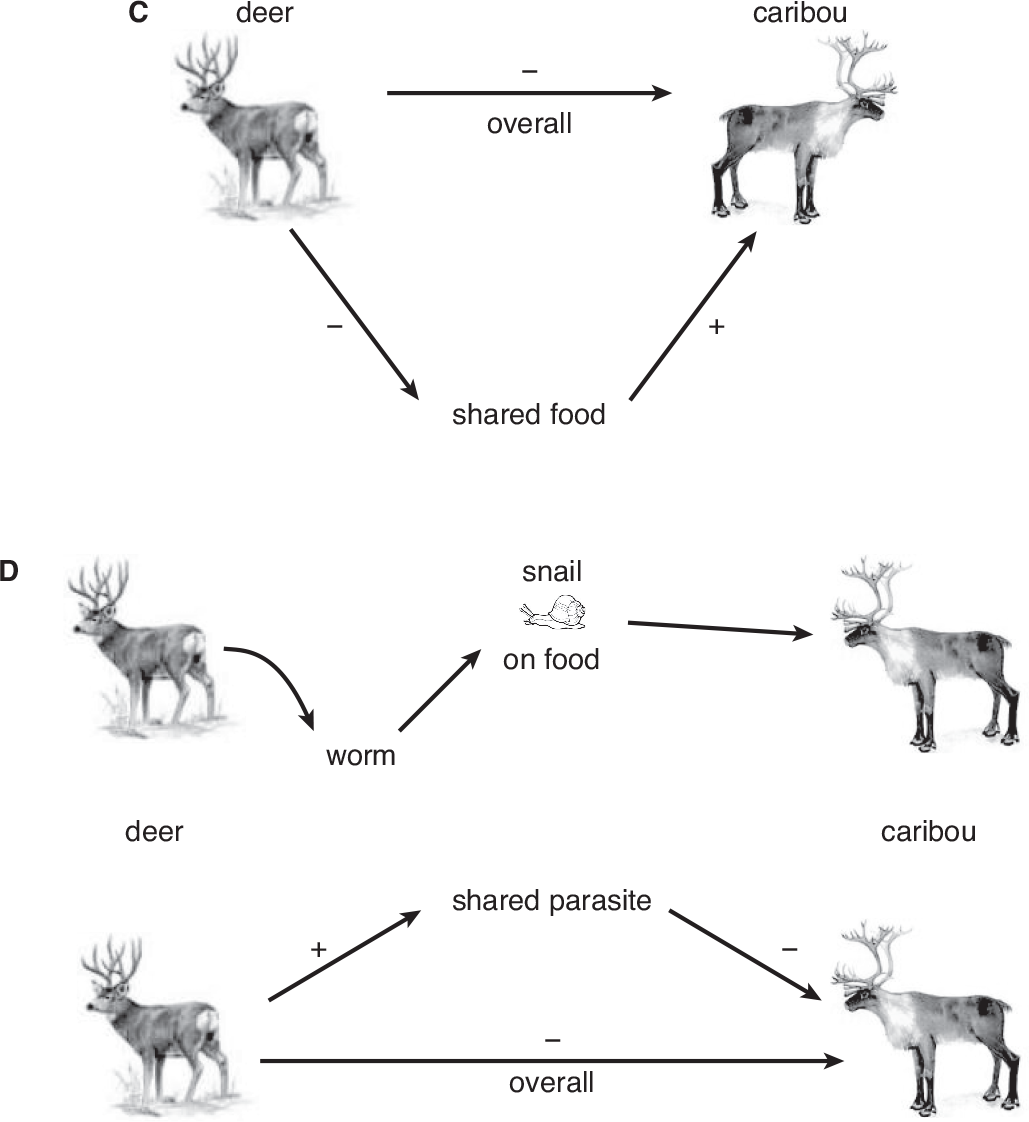 C
deer
caribou
–
overall
–
+
shared food
D
snail
on food
worm
deer
caribou
shared parasite
+
–
–
overall